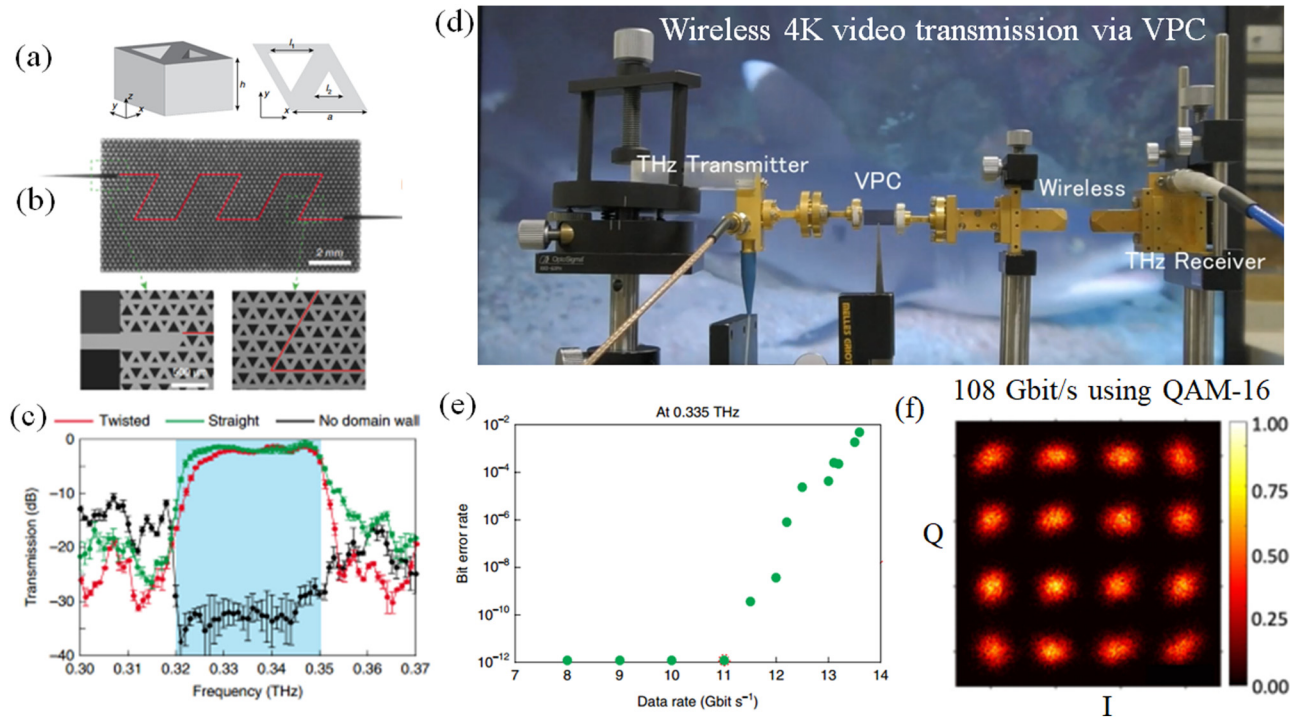 (a)
l₁
l₂
h
a
z
y
x
y
x
(b)
2 mm
(c)
Twisted
Straight
No domain wall
Transmission (dB)
0
−10
−20
−30
−40
0.30
0.31
0.32
0.33
0.34
0.35
0.36
0.37
Frequency (THz)
(d)
Wireless 4K video transmission via VPC
THz Transmitter
VPC
Wireless
THz Receiver
OptoSigma
MELLES GRIOT
(e)
At 0.335 THz
Bit error rate
10⁻²
10⁻⁴
10⁻⁶
10⁻⁸
10⁻¹⁰
10⁻¹²
7
8
9
10
11
12
13
14
Data rate (Gbit s⁻¹)
(f)
108 Gbit/s using QAM-16
Q
I
1.00
0.75
0.50
0.25
0.00